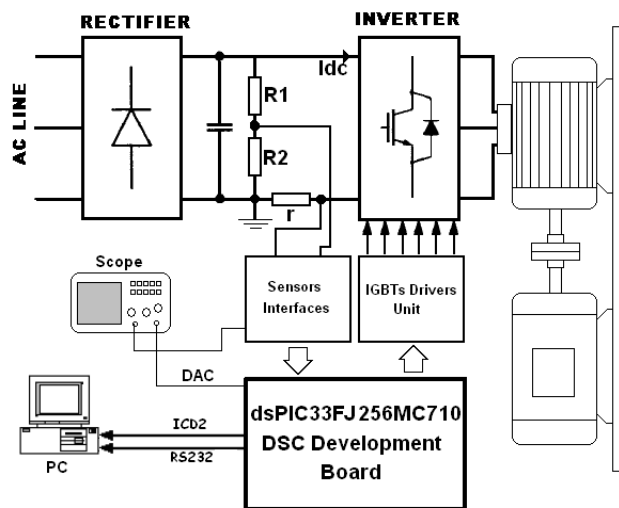 RECTIFIER
INVERTER
AC LINE
Idc
R1
R2
r
Scope
Sensors
Interfaces
IGBTs Drivers
Unit
DAC
dsPIC33FJ256MC710
DSC Development
Board
ICD2
RS232
PC